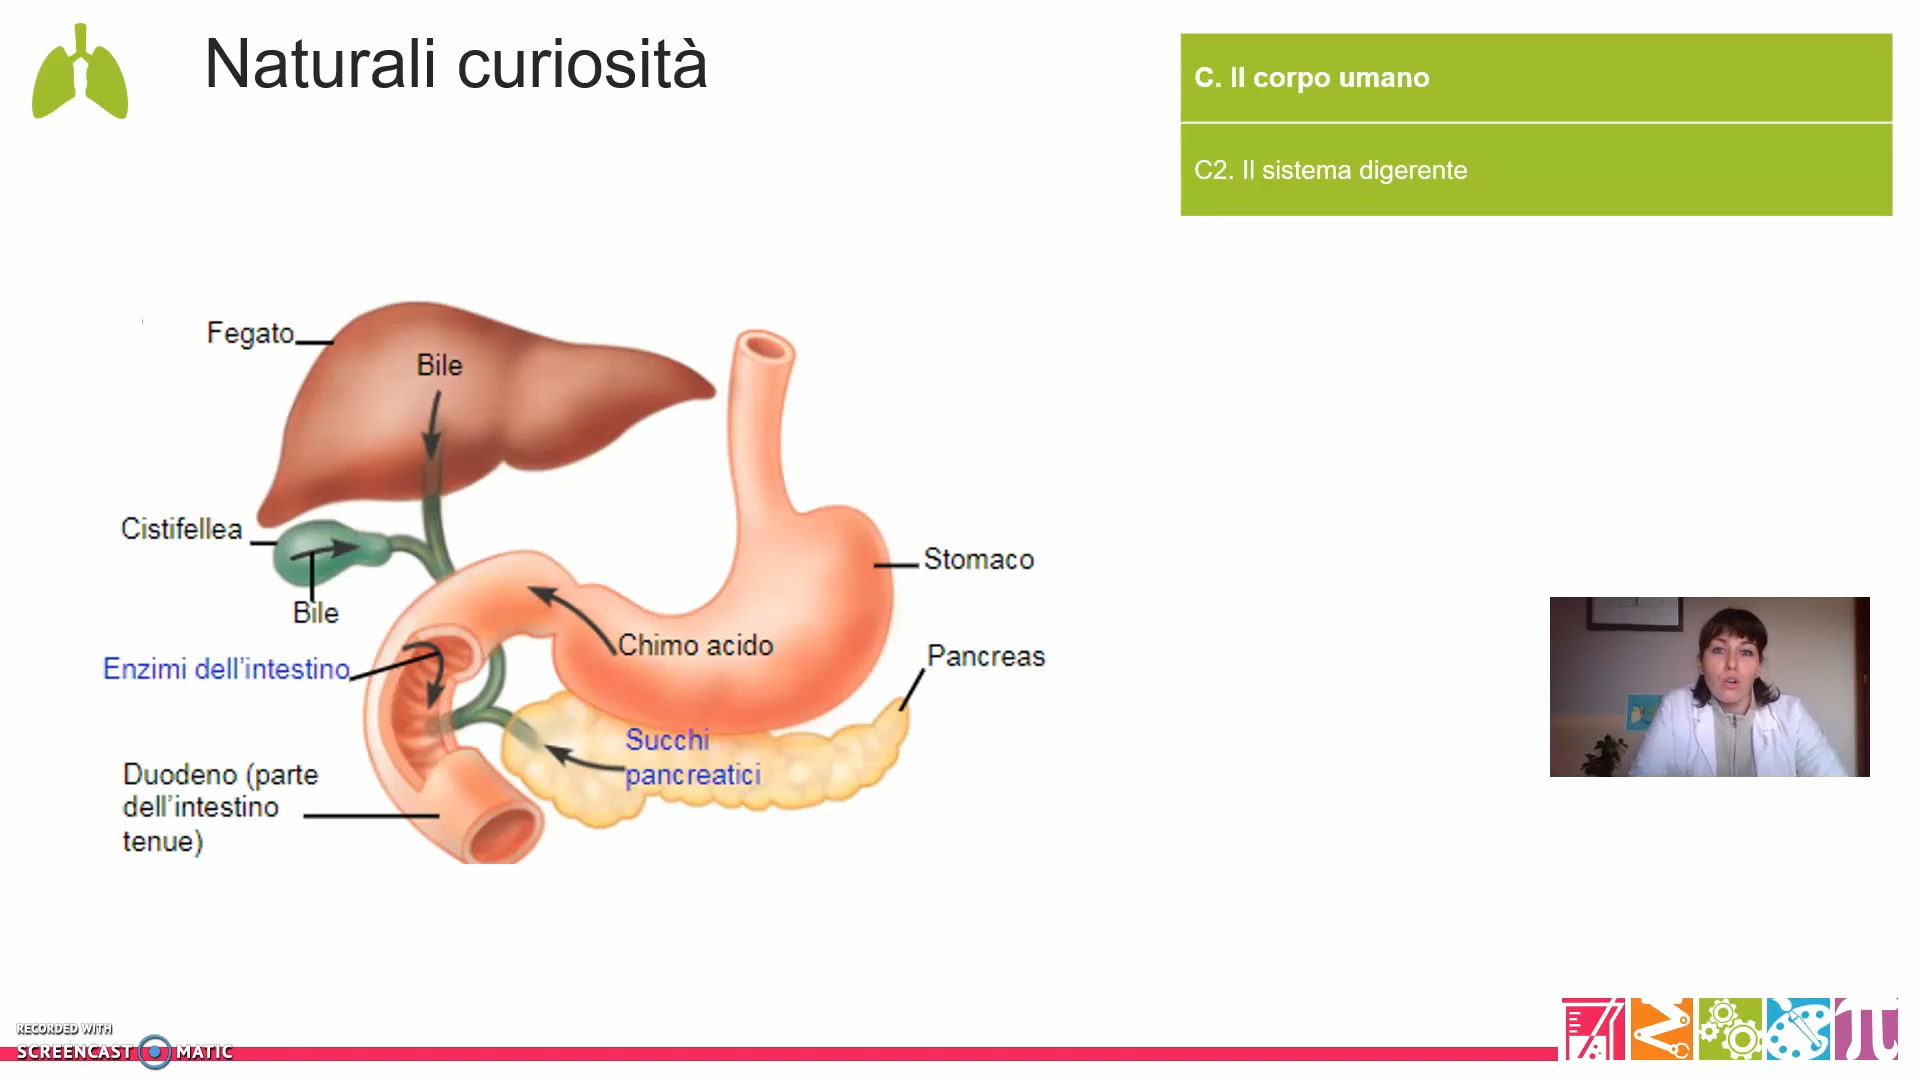 Naturali curiosità
C. Il corpo umano
C2. Il sistema digerente
Fegato
Bile
Cistifellea
Bile
Stomaco
Chimo acido
Pancreas
Enzimi dell'intestino
Succhi
pancreatici
Duodeno (parte
dell'intestino
tenue)
RECORDED WITH
SCREENCAST MATIC